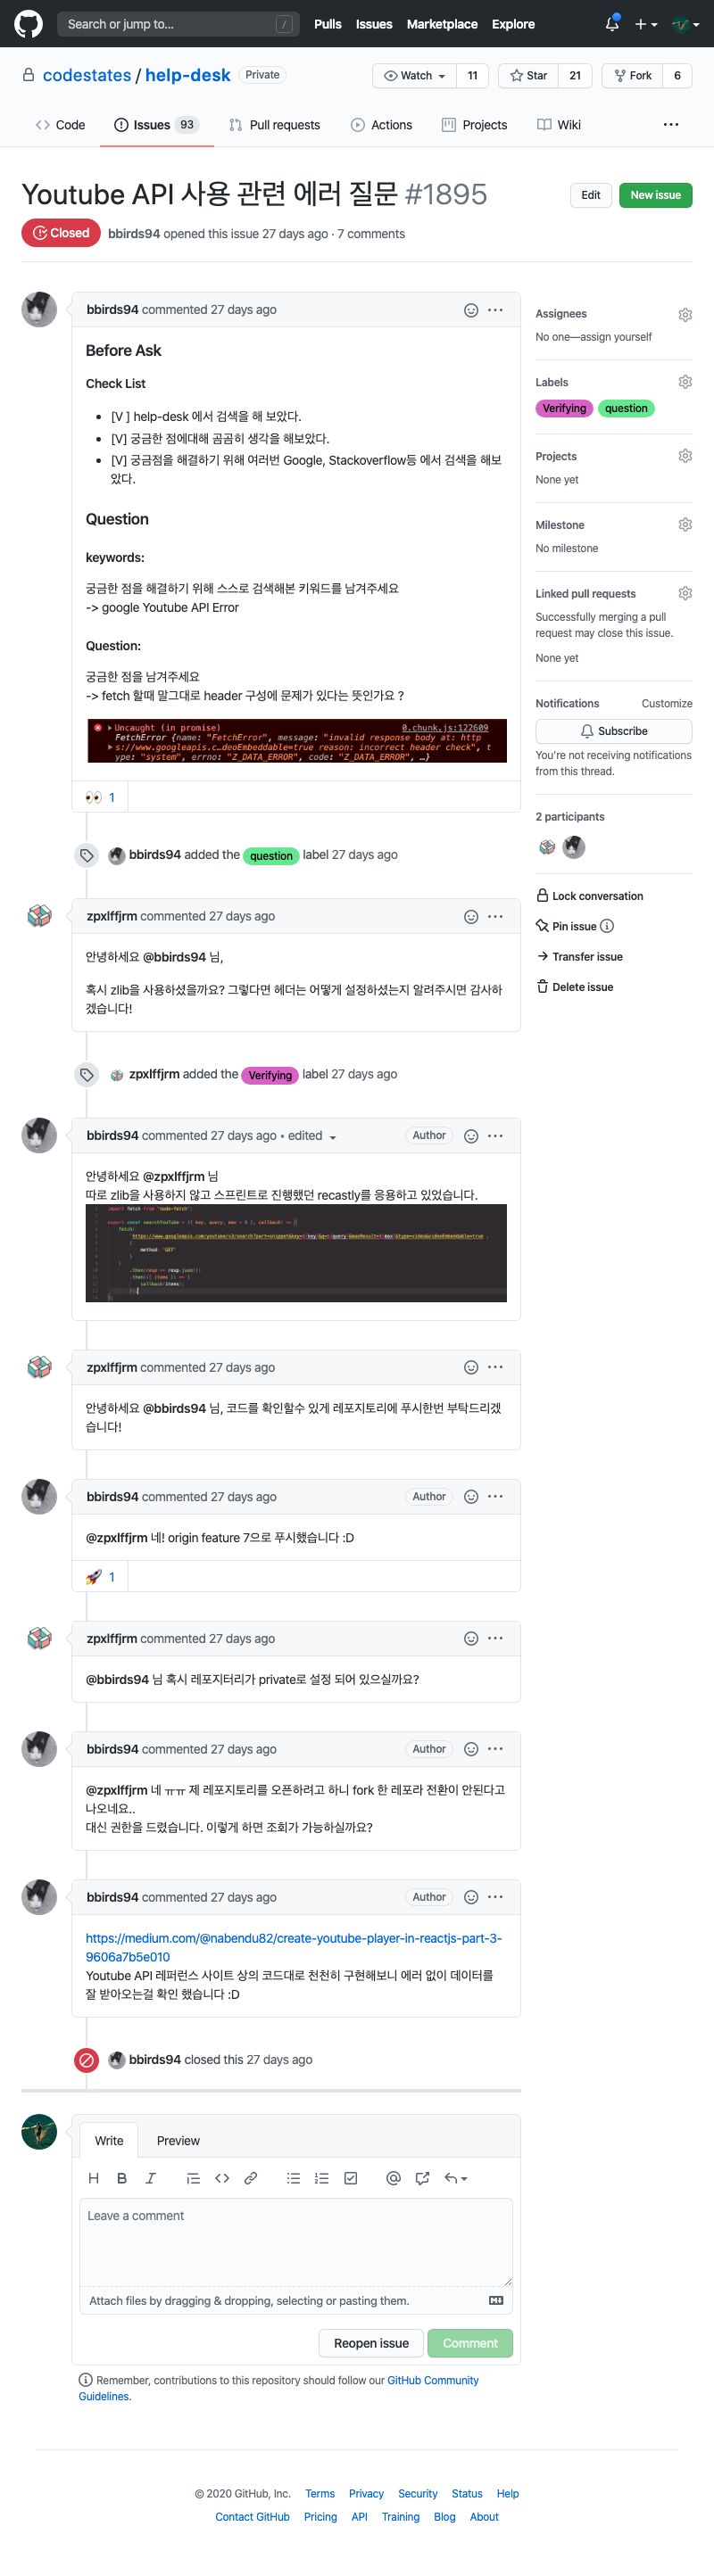 Search or jump to...
/
Pulls
Issues
Marketplace
Explore
codestates / help-desk
Private
Watch
11
Star
21
Fork
6
Code
Issues 93
Pull requests
Actions
Projects
Wiki
Youtube API 사용 관련 에러 질문 #1895
Edit
New issue
Closed
bbirds94 opened this issue 27 days ago · 7 comments
bbirds94 commented 27 days ago
Before Ask
Check List
[V ] help-desk 에서 검색을 해 보았다.
[V] 궁금한 점에대해 곰곰히 생각을 해보았다.
[V] 궁금점을 해결하기 위해 여러번 Google, Stackoverflow등 에서 검색을 해보
았다.
Question
keywords:
궁금한 점을 해결하기 위해 스스로 검색해본 키워드를 남겨주세요
-> google Youtube API Error
Question:
궁금한 점을 남겨주세요
-> fetch 할때 말그대로 header 구성에 문제가 있다는 뜻인가요 ?
Uncaught (in promise)
0.chunk.js:122609
FetchError {name: "FetchError", message: "invalid response body at: http
s://www.googleapis.c…deoEmbeddable=true reason: incorrect header check", t
ype: "system", errno: "Z_DATA_ERROR", code: "Z_DATA_ERROR", …}
1
bbirds94 added the question label 27 days ago
zpxlffjrm commented 27 days ago
안녕하세요 @bbirds94 님,
혹시 zlib을 사용하셨을까요? 그렇다면 헤더는 어떻게 설정하셨는지 알려주시면 감사하
겠습니다!
zpxlffjrm added the Verifying label 27 days ago
bbirds94 commented 27 days ago • edited
Author
안녕하세요 @zpxlffjrm 님
따로 zlib을 사용하지 않고 스프린트로 진행했던 recastly를 응용하고 있었습니다.
import fetch from "node-fetch";
export const searchYouTube = ({ key, query, max = 5 }, callback) => {
fetch(
method: "GET"
.then(resp => resp.json())
.then(({ items }) => {
callback(items);
zpxlffjrm commented 27 days ago
안녕하세요 @bbirds94 님, 코드를 확인할수 있게 레포지토리에 푸시한번 부탁드리겠
습니다!
bbirds94 commented 27 days ago
Author
@zpxlffjrm 네! origin feature 7으로 푸시했습니다 :D
1
zpxlffjrm commented 27 days ago
@bbirds94 님 혹시 레포지터리가 private로 설정 되어 있으실까요?
bbirds94 commented 27 days ago
Author
@zpxlffjrm 네 ㅠㅠ 제 레포지토리를 오픈하려고 하니 fork 한 레포라 전환이 안된다고
나오네요..
대신 권한을 드렸습니다. 이렇게 하면 조회가 가능하실까요?
bbirds94 commented 27 days ago
Author
https://medium.com/@nabendu82/create-youtube-player-in-reactjs-part-3-
9606a7b5e010
Youtube API 레퍼런스 사이트 상의 코드대로 천천히 구현해보니 에러 없이 데이터를
잘 받아오는걸 확인 했습니다 :D
bbirds94 closed this 27 days ago
Assignees
No one—assign yourself
Labels
Verifying
question
Projects
None yet
Milestone
No milestone
Linked pull requests
Successfully merging a pull
request may close this issue.
None yet
Notifications
Customize
Subscribe
You're not receiving notifications
from this thread.
2 participants
Lock conversation
Pin issue
Transfer issue
Delete issue
Write
Preview
Leave a comment
Attach files by dragging & dropping, selecting or pasting them.
Reopen issue
Comment
Remember, contributions to this repository should follow our GitHub Community
Guidelines.
© 2020 GitHub, Inc.
Terms
Privacy
Security
Status
Help
Contact GitHub
Pricing
API
Training
Blog
About